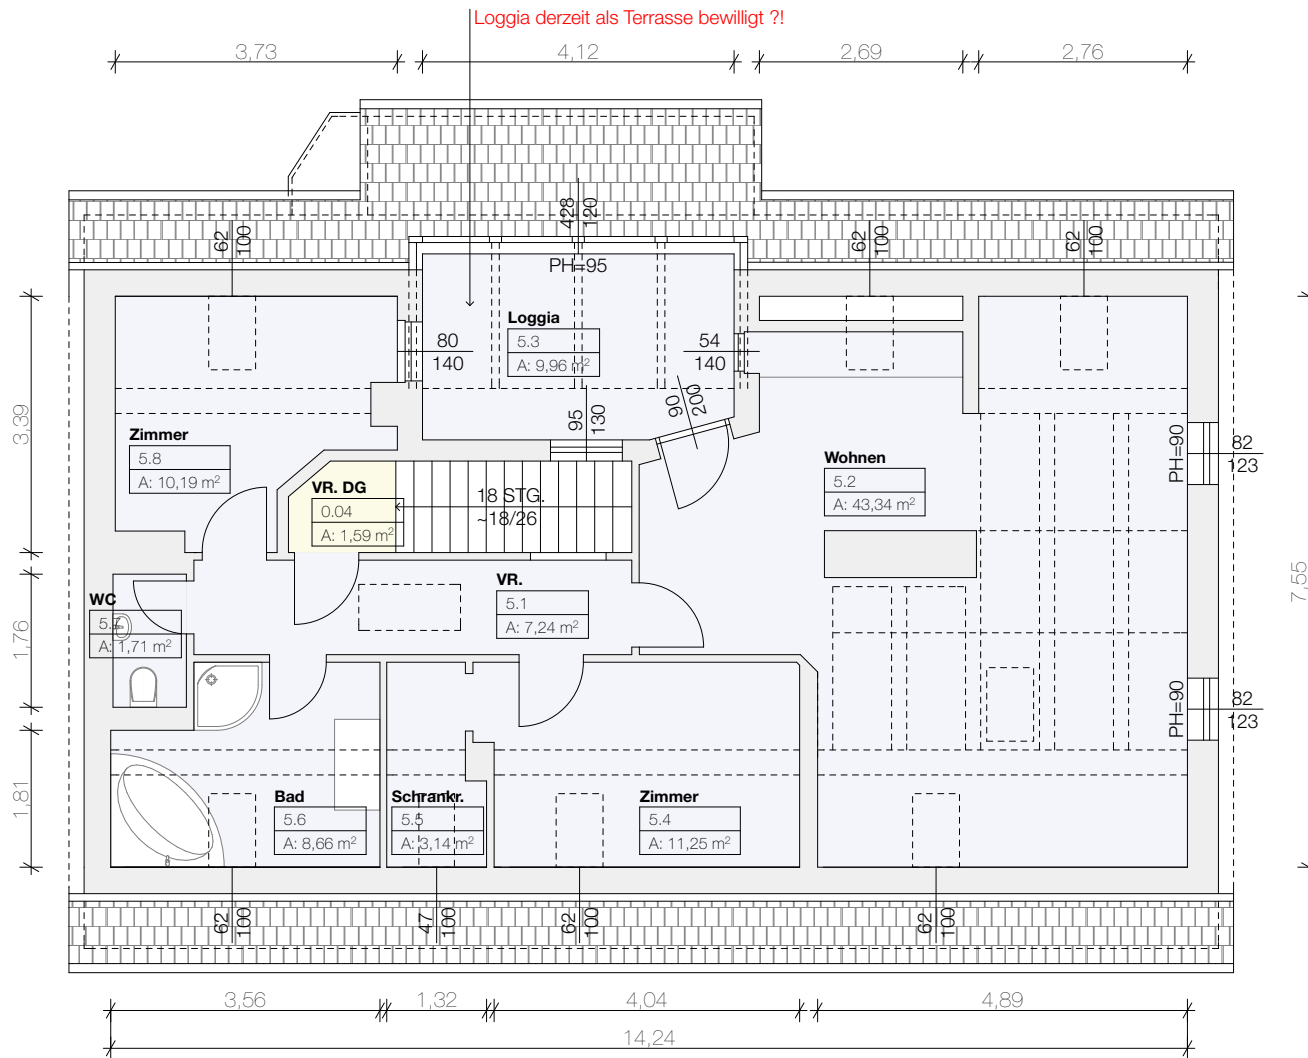 Loggia derzeit als Terrasse bewilligt ?!
3,73
4,12
2,69
2,76
428
120
62
100
62
100
62
100
PH=95
Loggia
5.3
A: 9,96 m²
80
140
54
140
90
200
95
130
3,39
Zimmer
5.8
A: 10,19 m²
VR. DG
0.04
A: 1,59 m²
18 STG.
~18/26
Wohnen
5.2
A: 43,34 m²
PH=90
82
123
7,55
WC
5.7
A: 1,71 m²
VR.
5.1
A: 7,24 m²
1,76
PH=90
82
123
1,81
Bad
5.6
A: 8,66 m²
Schrankr.
5.5
A: 3,14 m²
Zimmer
5.4
A: 11,25 m²
62
100
47
100
62
100
62
100
3,56
1,32
4,04
4,89
14,24